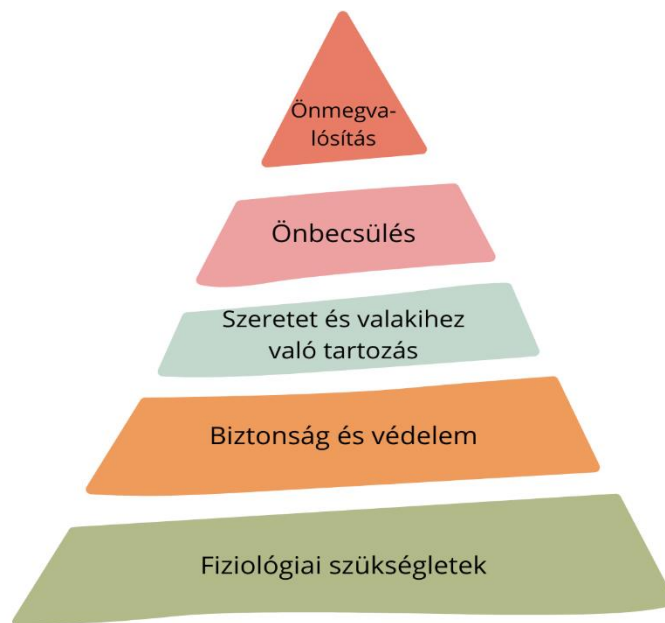 Önmegva-
lósítás
Önbecsülés
Szeretet és valakihez
való tartozás
Biztonság és védelem
Fiziológiai szükségletek